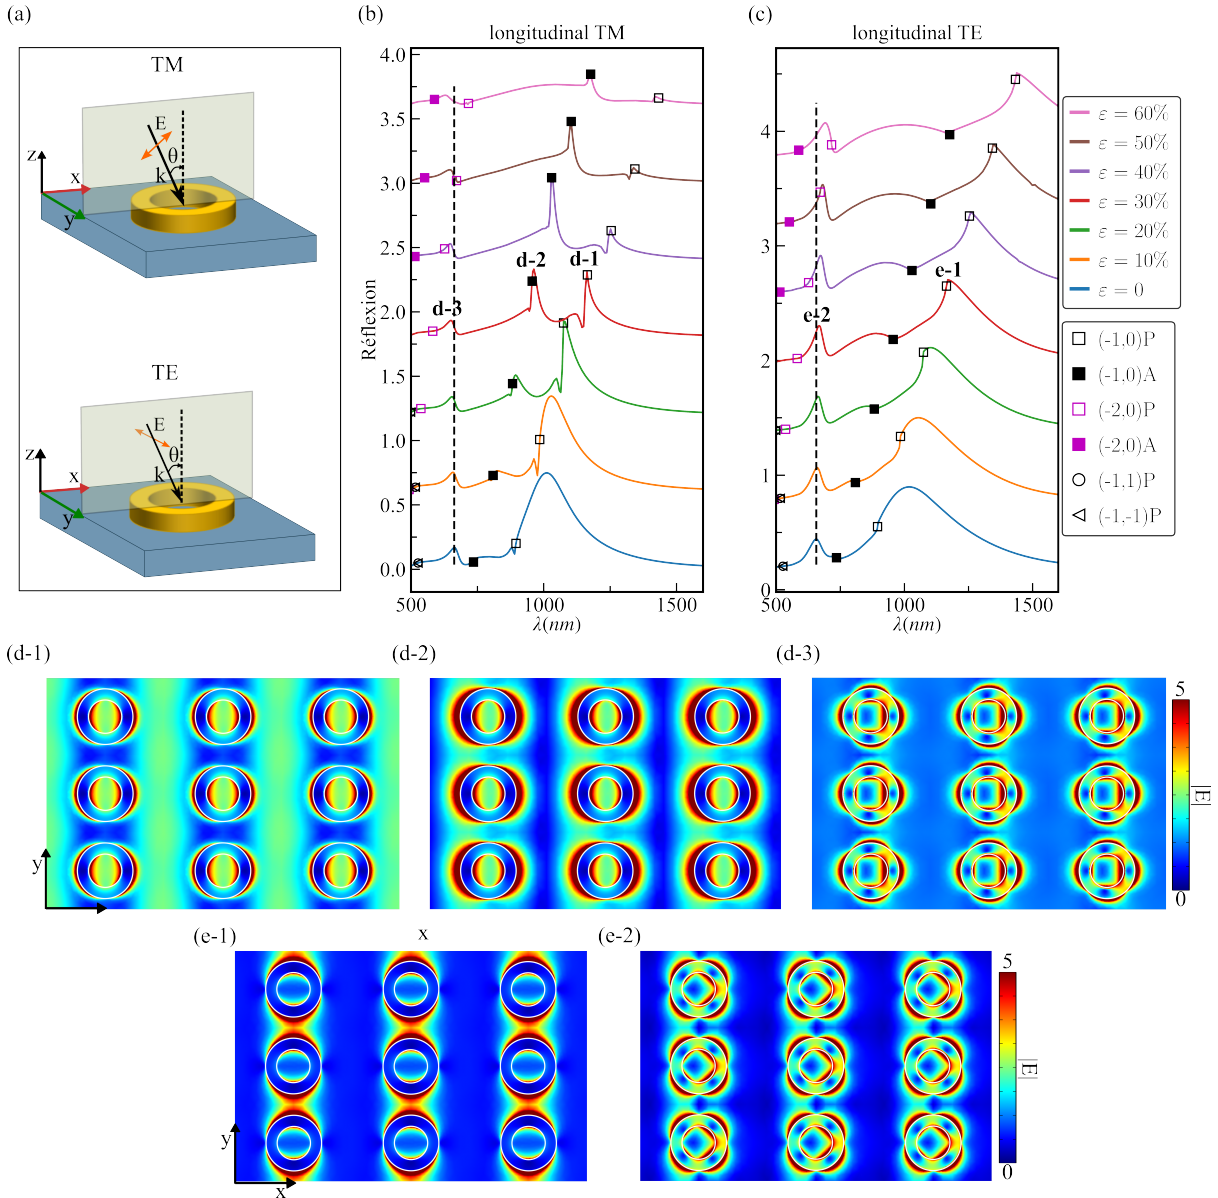 (a)
TM
E
θ
k
z
x
y
TE
E
θ
k
z
x
y
(b)
longitudinal TM
4.0
3.5
3.0
2.5
2.0
1.5
1.0
0.5
0.0
Réflexion
d-1
d-2
d-3
500
1000
1500
λ(nm)
(c)
longitudinal TE
4
3
2
1
0
e-1
e-2
500
1000
1500
λ(nm)
ε = 60%
ε = 50%
ε = 40%
ε = 30%
ε = 20%
ε = 10%
ε = 0
(-1,0)P
(-1,0)A
(-2,0)P
(-2,0)A
(-1,1)P
(-1,-1)P
(d-1)
(d-2)
(d-3)
y
x
5
|E|
0
(e-1)
(e-2)
y
x
5
|E|
0